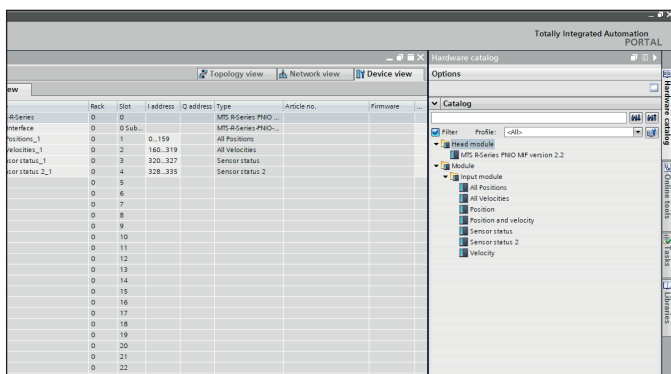 Totally Integrated Automation
PORTAL
Hardware catalog
Topology view Network view Device view Options
ew
Rack Slot I address Q address Type Article no. Firmware ...
Catalog
-R-Series 0 0 MTS R-Series PNIO ...
Interface 0 0 Sub... MTS-R-Series-PNIO-...
Positions_1 0 1 0...159 All Positions
Velocities_1 0 2 160...319 All Velocities
sor status_1 0 3 320...327 Sensor status
sor status 2_1 0 4 328...335 Sensor status 2
0 5
0 6
0 7
0 8
0 9
0 10
0 11
0 12
0 13
0 14
0 15
0 16
0 17
0 18
0 19
0 20
0 21
0 22
Filter Profile: <All>
Head module
MTS R-Series PNIO MIF version 2.2
Module
Input module
All Positions
All Velocities
Position
Position and velocity
Sensor status
Sensor status 2
Velocity
Hardware catalog
Online tools
Tasks
Libraries